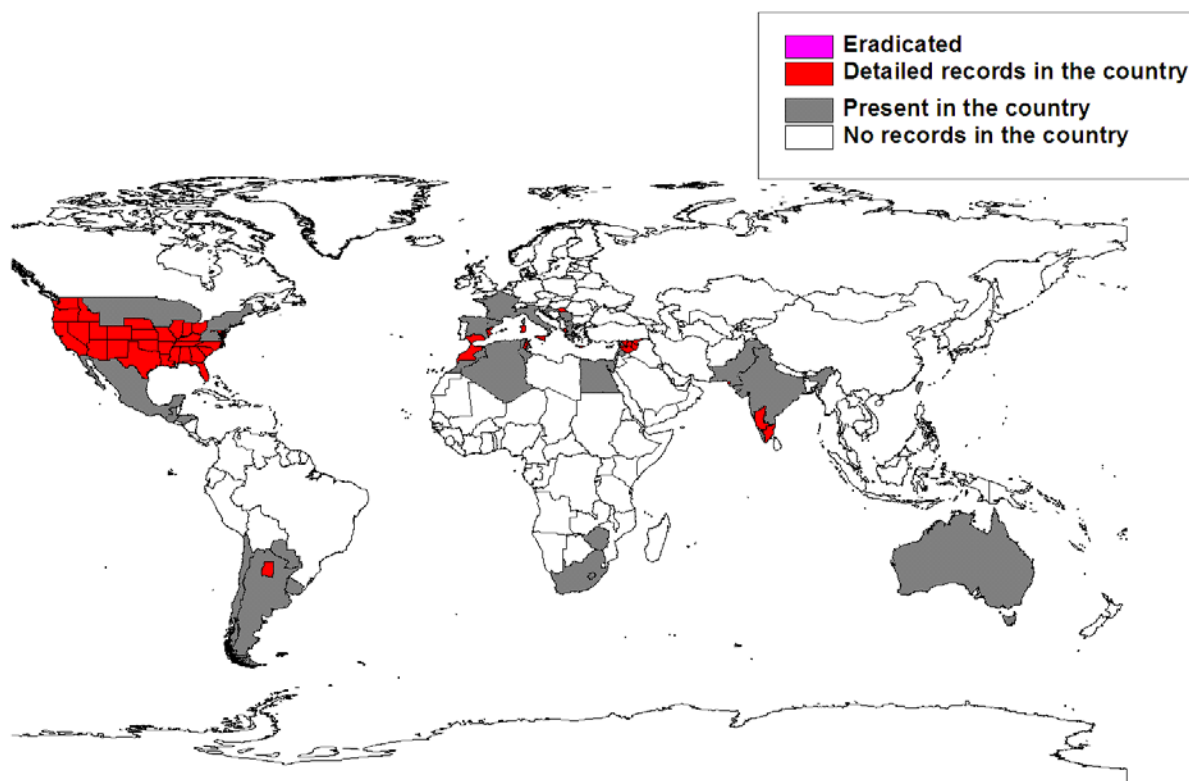 Eradicated
Detailed records in the country
Present in the country
No records in the country